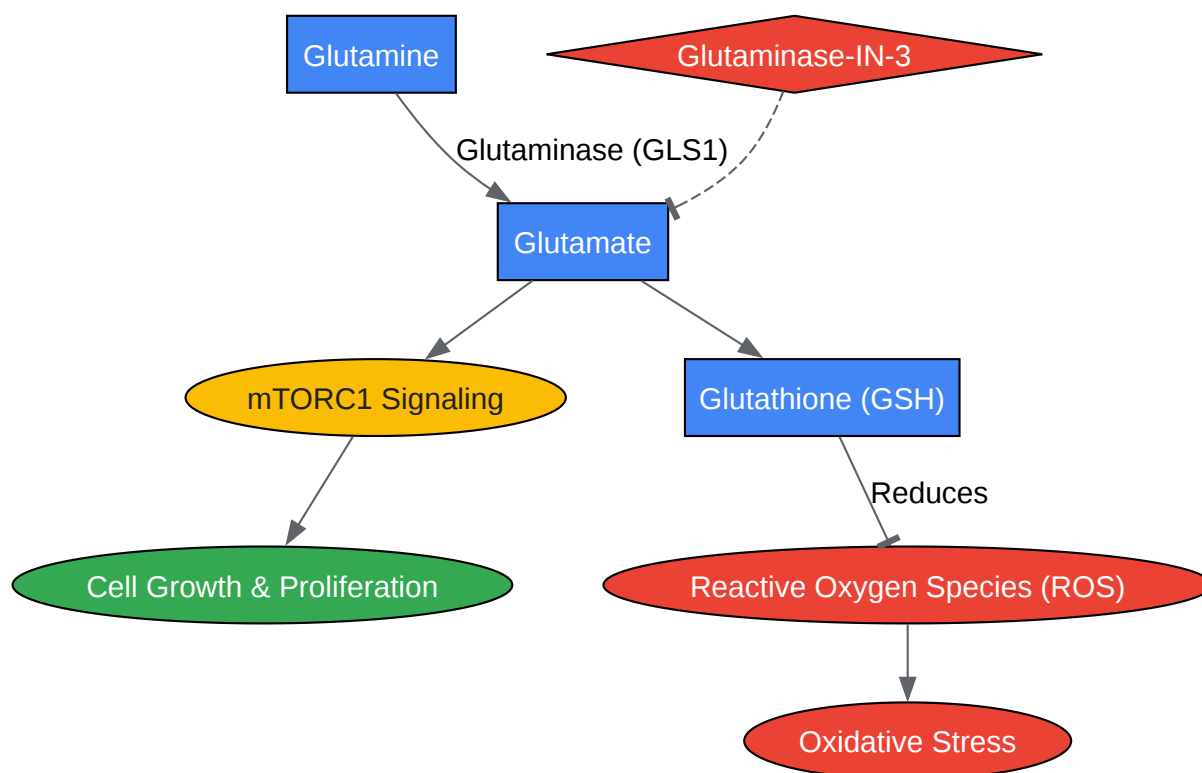 Glutamine
Glutaminase-IN-3
Glutaminase (GLS1)
Glutamate
mTORC1 Signaling
Glutathione (GSH)
Reduces
Cell Growth & Proliferation
Reactive Oxygen Species (ROS)
Oxidative Stress